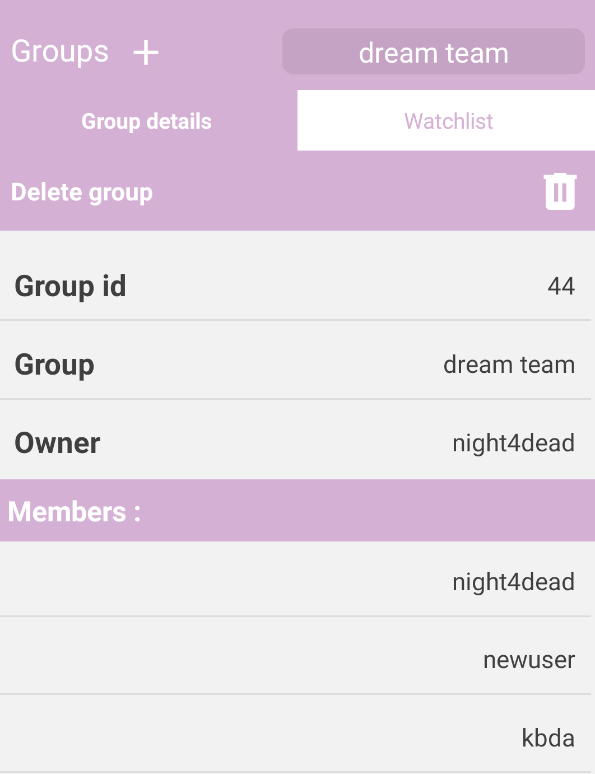 Groups + dream team
Group details Watchlist
Delete group
Group id 44
Group dream team
Owner night4dead
Members :
night4dead
newuser
kbda